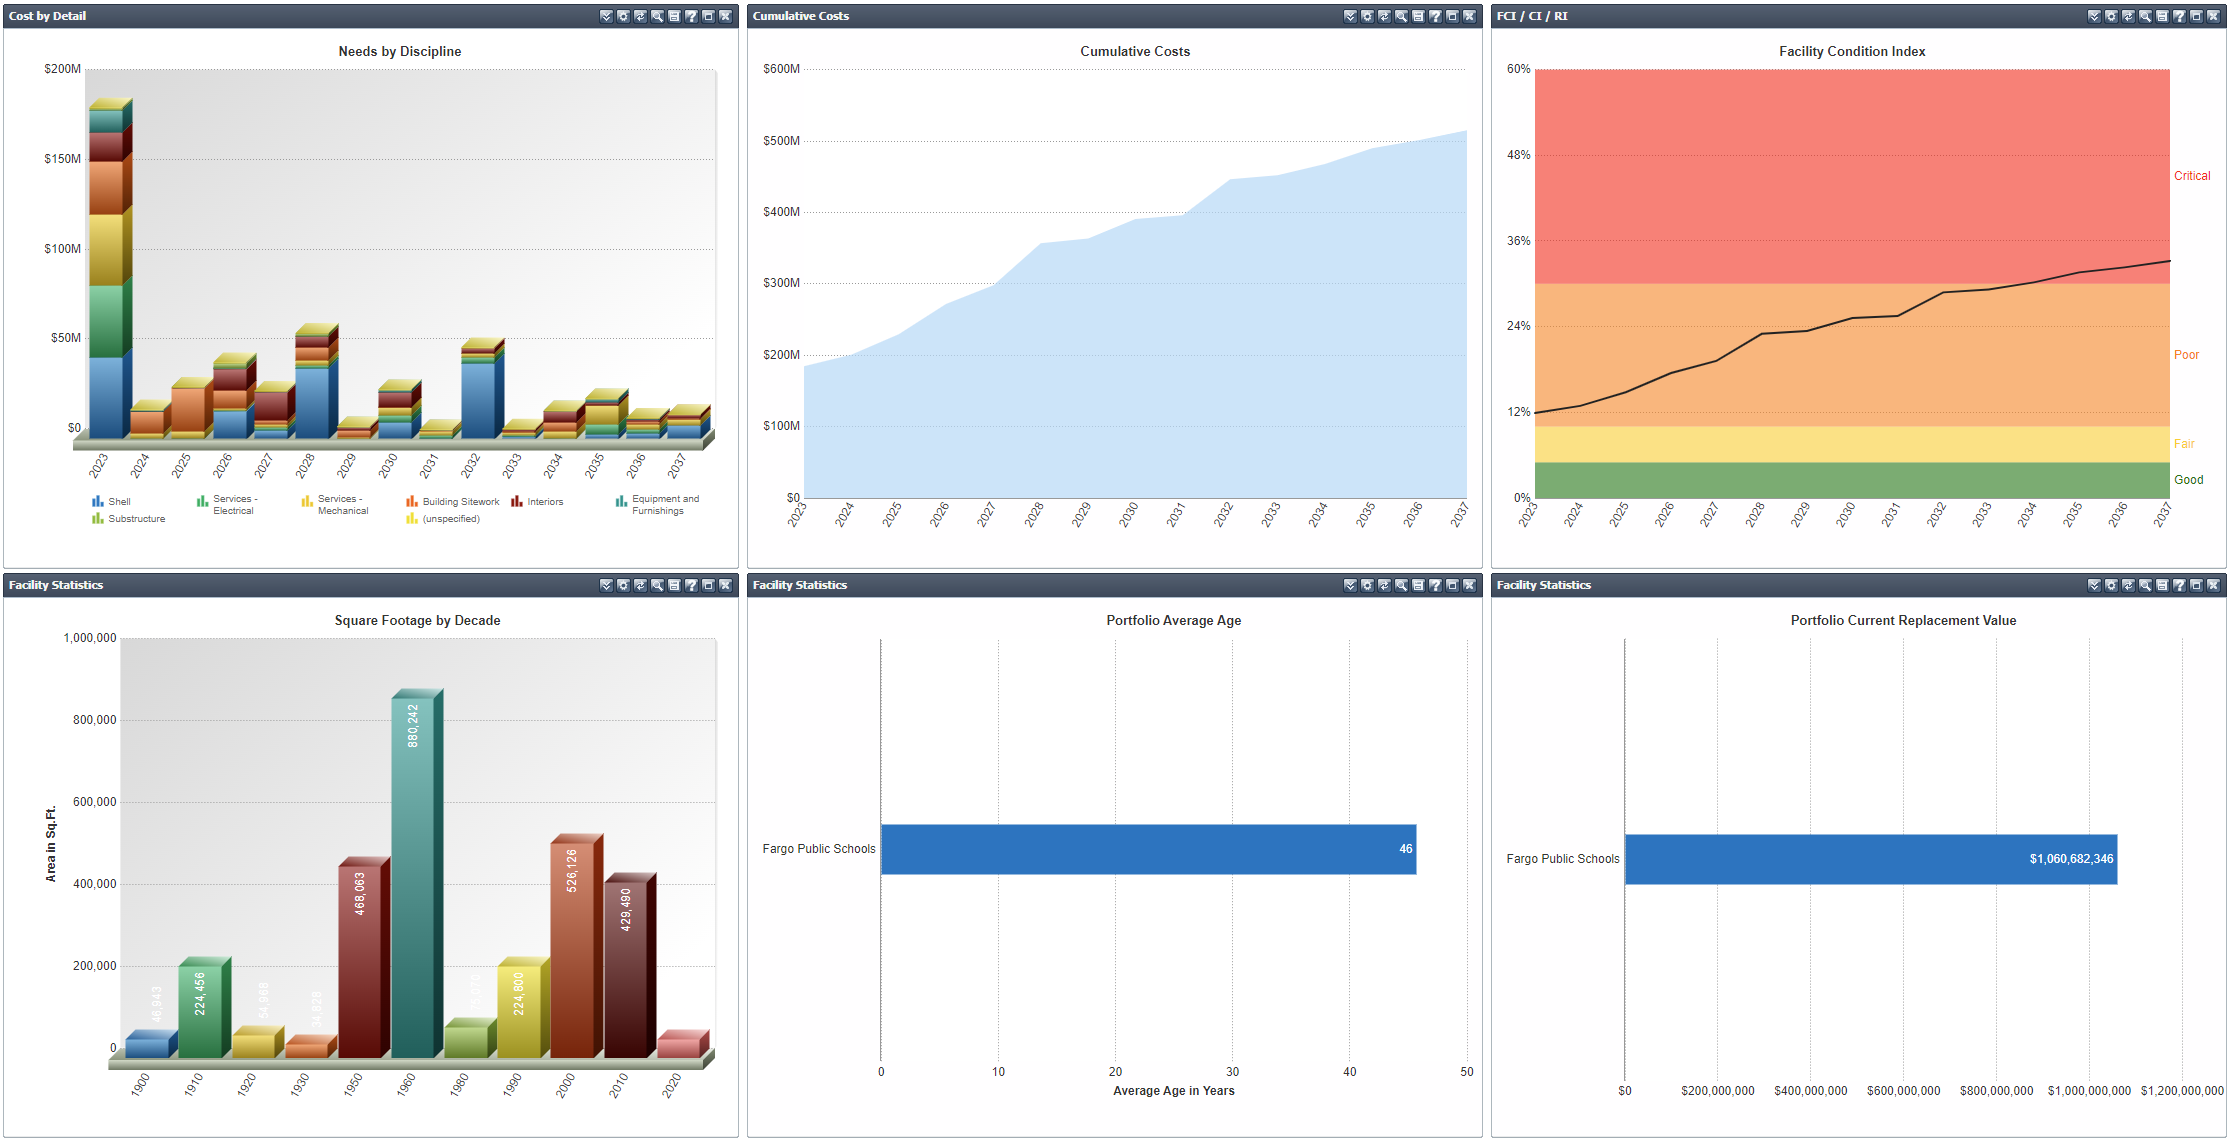 Cost by Detail
Needs by Discipline
$200M
$150M
$100M
$50M
$0
2023
2024
2025
2026
2027
2028
2029
2030
2031
2032
2033
2034
2035
2036
2037
Shell
Services -
Electrical
Services -
Mechanical
Building Sitework
Interiors
Equipment and
Furnishings
Substructure
(unspecified)
Cumulative Costs
Cumulative Costs
$600M
$500M
$400M
$300M
$200M
$100M
$0
2023
2024
2025
2026
2027
2028
2029
2030
2031
2032
2033
2034
2035
2036
2037
FCI / CI / RI
Facility Condition Index
60%
48%
36%
24%
12%
0%
Critical
Poor
Fair
Good
2023
2024
2025
2026
2027
2028
2029
2030
2031
2032
2033
2034
2035
2036
2037
Facility Statistics
Square Footage by Decade
Area in Sq.Ft.
1,000,000
800,000
600,000
400,000
200,000
0
46,943
224,456
54,988
34,828
468,063
880,242
224,800
526,126
429,490
1900
1910
1920
1930
1950
1960
1980
1990
2000
2010
2020
Facility Statistics
Portfolio Average Age
Fargo Public Schools
46
0
10
20
30
40
50
Average Age in Years
Facility Statistics
Portfolio Current Replacement Value
Fargo Public Schools
$1,060,682,346
$0
$200,000,000
$400,000,000
$600,000,000
$800,000,000
$1,000,000,000
$1,200,000,000